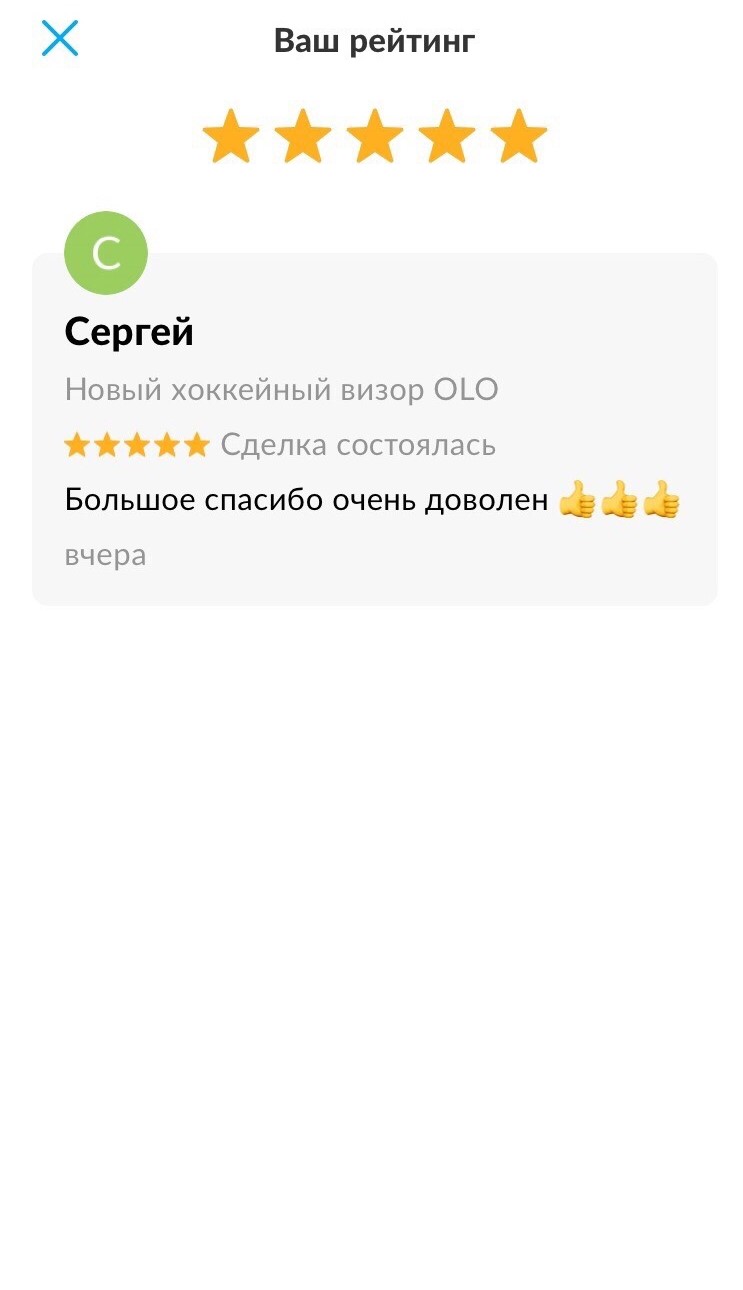 Ваш рейтинг
С
Сергей
Новый хоккейный визор OLO
Сделка состоялась
Большое спасибо очень доволен 👍👍👍
вчера